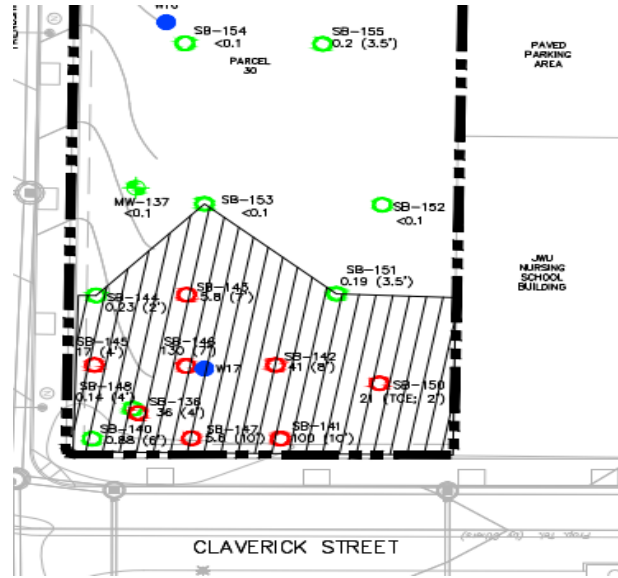 W16
SB-154
<0.1
SB-155
0.2 (3.5')
PARCEL
30
PAVED
PARKING
AREA
MW-137
<0.1
SB-153
<0.1
SB-152
<0.1
JWU
NURSING
SCHOOL
BUILDING
SB-151
0.19 (3.5')
SB-144
0.23 (2')
SB-143
5.8 (7')
SB-145
17 (4')
SB-146
130 (7')
W17
SB-142
41 (8')
SB-150
21 (TCE; 2')
SB-148
0.14 (4')
SB-136
36 (4')
SB-140
0.88 (6')
SB-147
5.6 (10')
SB-141
100 (10')
CLAVERICK STREET